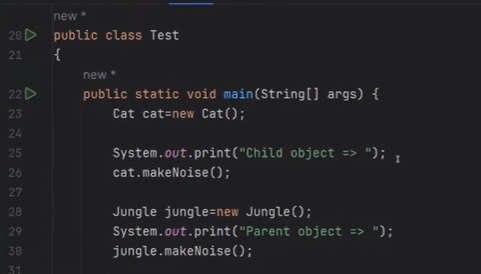 new *
20 public class Test
21 {
new *
22 public static void main(String[] args) {
23 Cat cat=new Cat();
24
25 System.out.print("Child object => ");
26 cat.makeNoise();
27
28 Jungle jungle=new Jungle();
29 System.out.print("Parent object => ");
30 jungle.makeNoise();
31